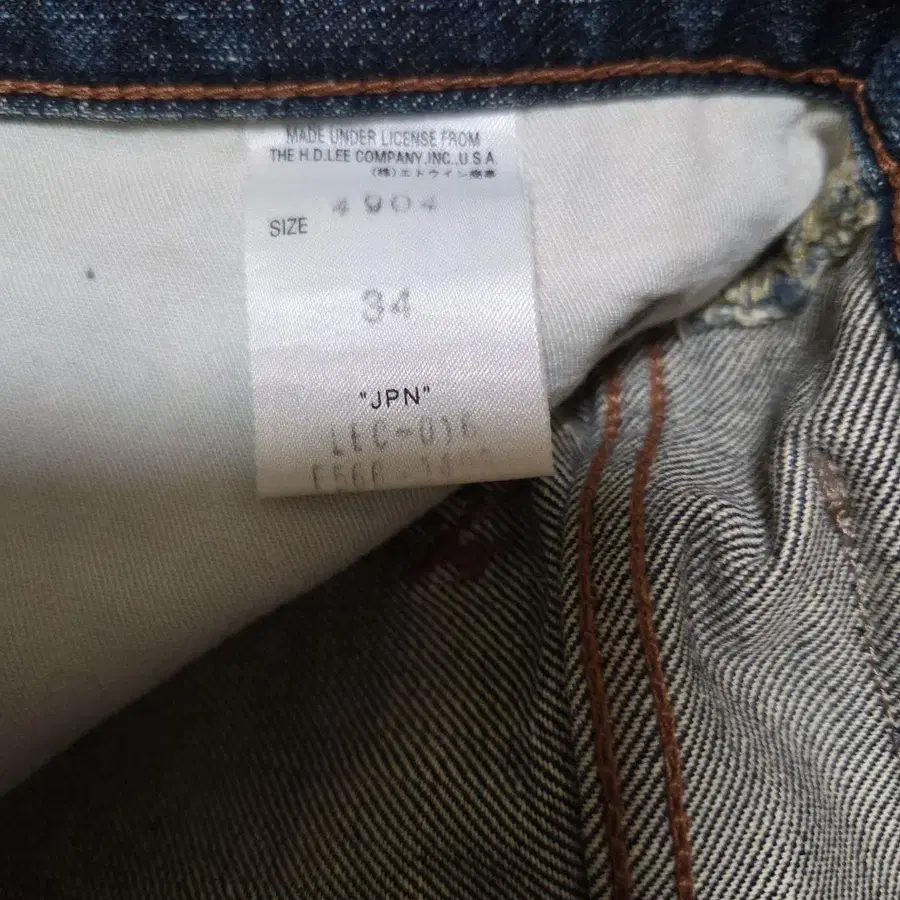 MADE UNDER LICENSE FROM
THE H.D.LEE COMPANY,INC.,U.S.A.
(株)エドウイン商事
4904
SIZE
34
"JPN"